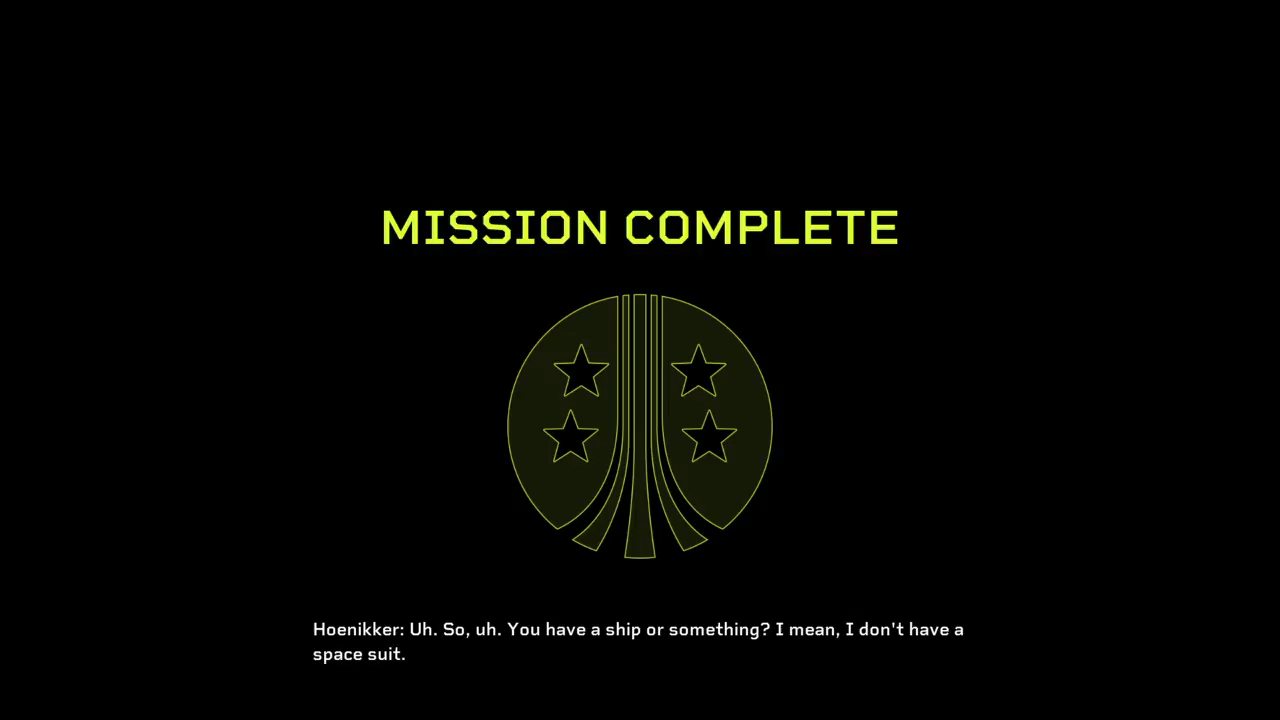 MISSION COMPLETE
Hoenikker: Uh. So, uh. You have a ship or something? I mean, I don't have a
space suit.